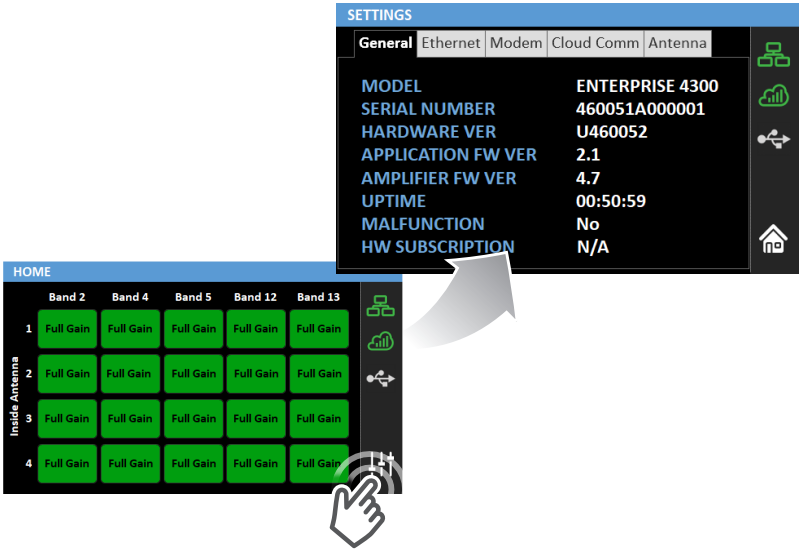 SETTINGS
General Ethernet Modem Cloud Comm Antenna
MODEL ENTERPRISE 4300
SERIAL NUMBER 460051A000001
HARDWARE VER U460052
APPLICATION FW VER 2.1
AMPLIFIER FW VER 4.7
UPTIME 00:50:59
MALFUNCTION No
HW SUBSCRIPTION N/A
HOME
Band 2 Band 4 Band 5 Band 12 Band 13
Inside Antenna
1 Full Gain Full Gain Full Gain Full Gain Full Gain
2 Full Gain Full Gain Full Gain Full Gain Full Gain
3 Full Gain Full Gain Full Gain Full Gain Full Gain
4 Full Gain Full Gain Full Gain Full Gain Full Gain